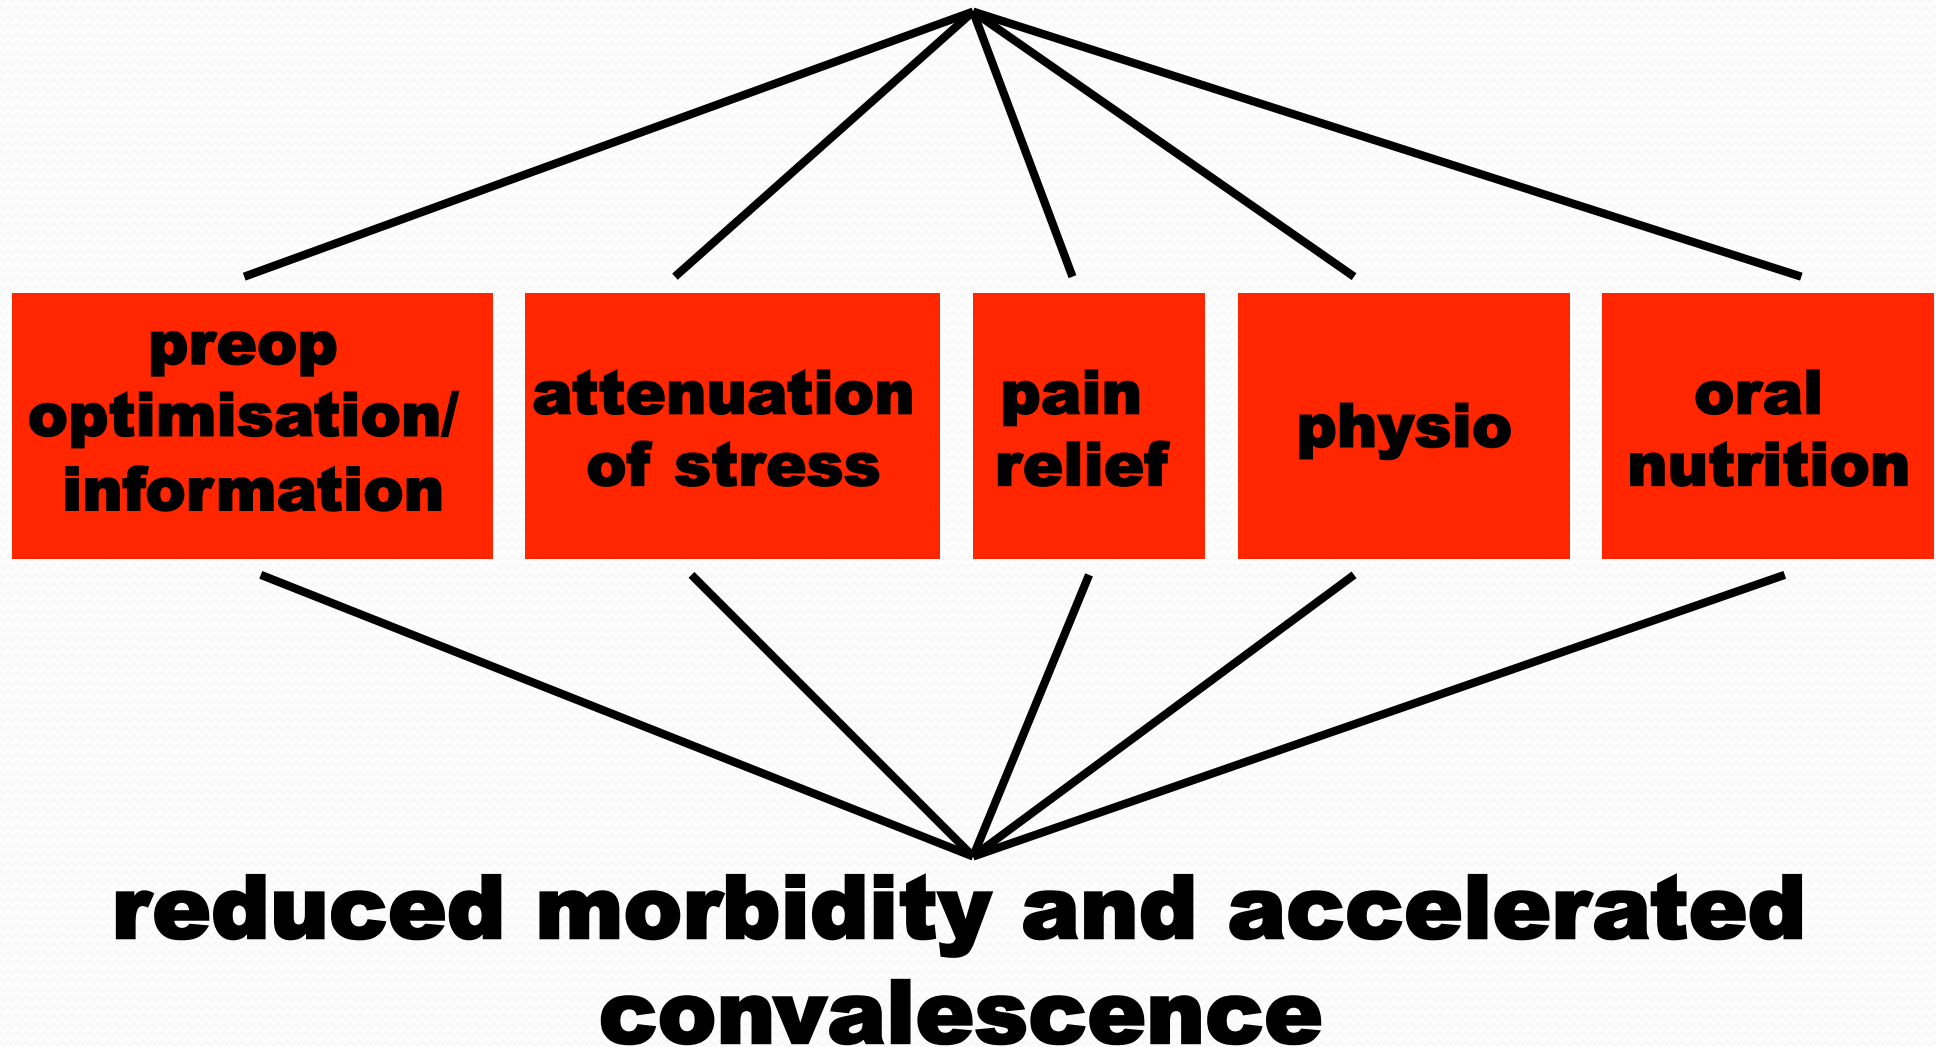 preop
optimisation/
information
attenuation
of stress
pain
relief
physio
oral
nutrition
reduced morbidity and accelerated
convalescence